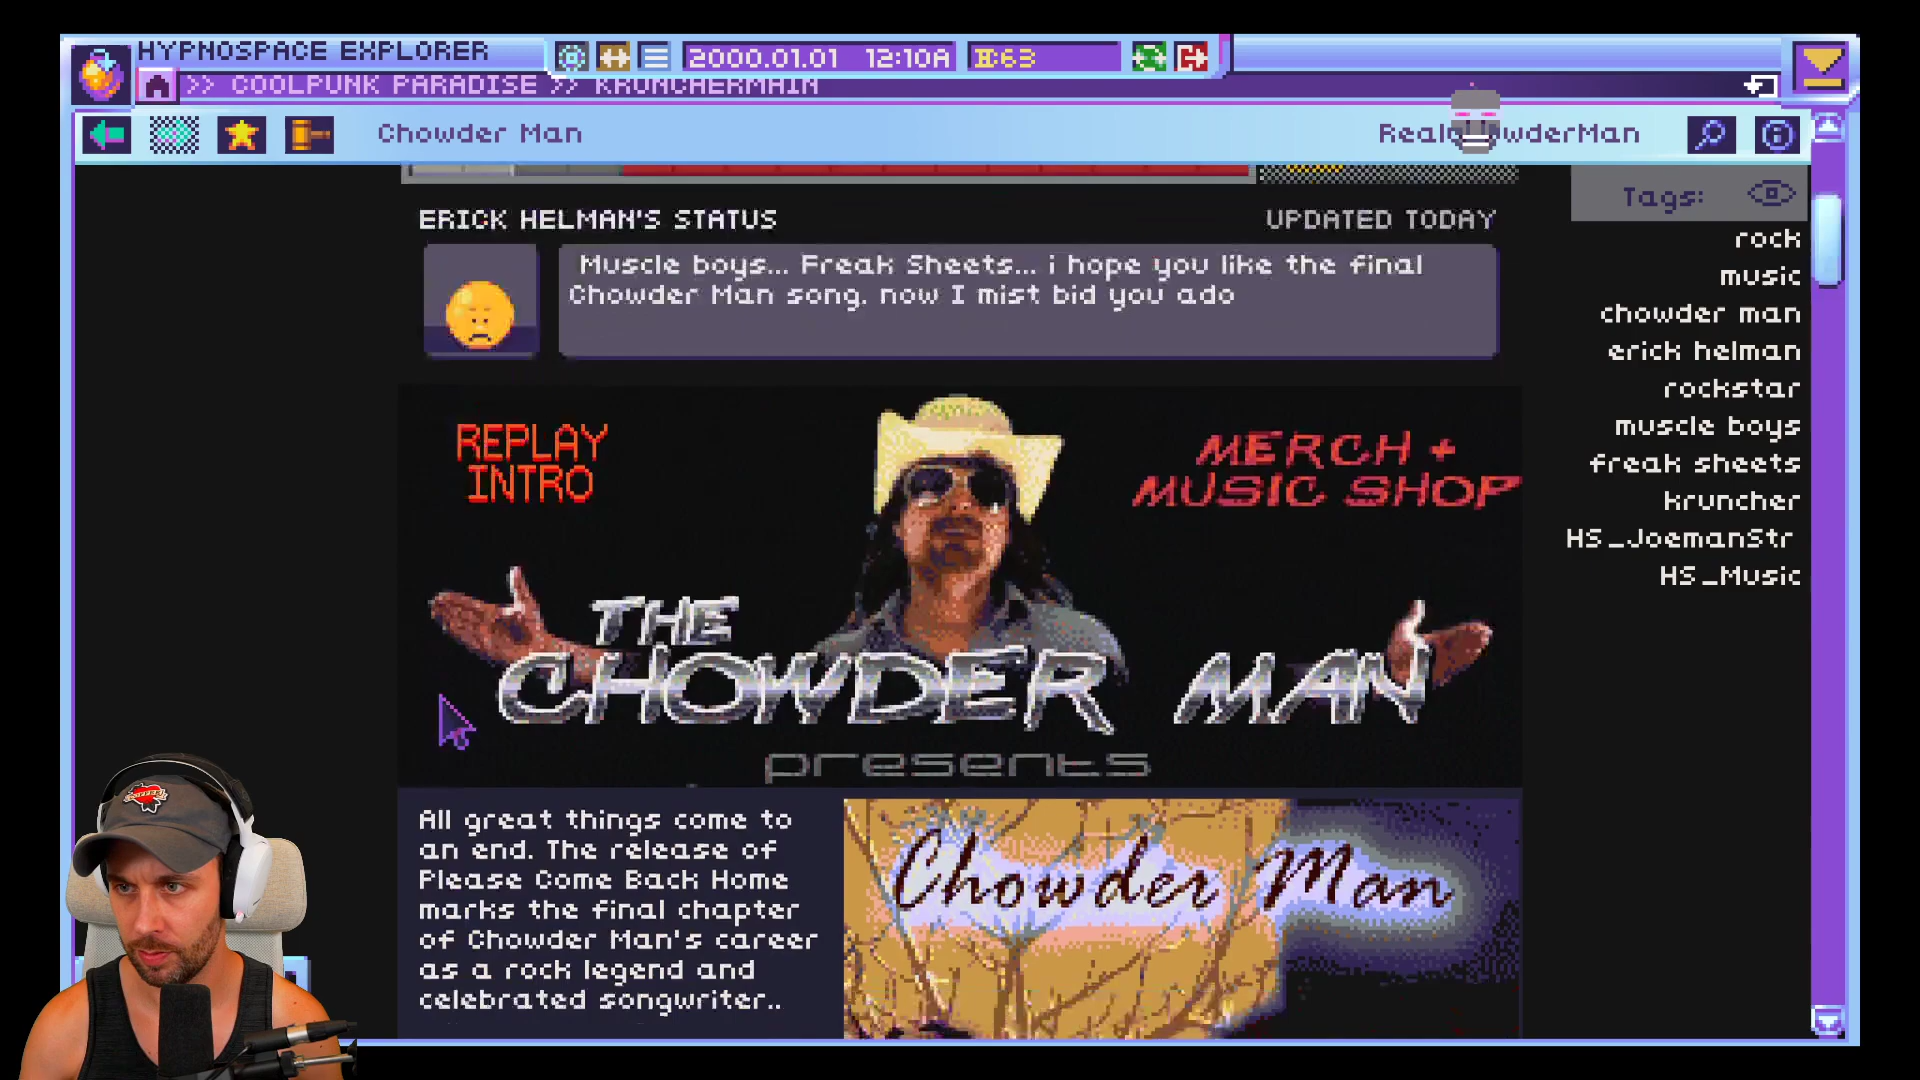 HYPNOSPACE EXPLORER
2000.01.01 12:10A
63
>> COOLPUNK PARADISE >> KRUNCHERMAIN
Chowder Man
ERICK HELMAN'S STATUS
UPDATED TODAY
Muscle boys... Freak Sheets... i hope you like the final
Chowder Man song. now I mist bid you ado
REPLAY
INTRO
MERCH +
MUSIC SHOP
THE
CHOWDER MAN
presents
All great things come to
an end. The release of
Please Come Back Home
marks the final chapter
of Chowder Man's career
as a rock legend and
celebrated songwriter..
Chowder Man
Tags:
rock
music
chowder man
erick helman
rockstar
muscle boys
freak sheets
kruncher
HS_JoemanStr
HS_Music